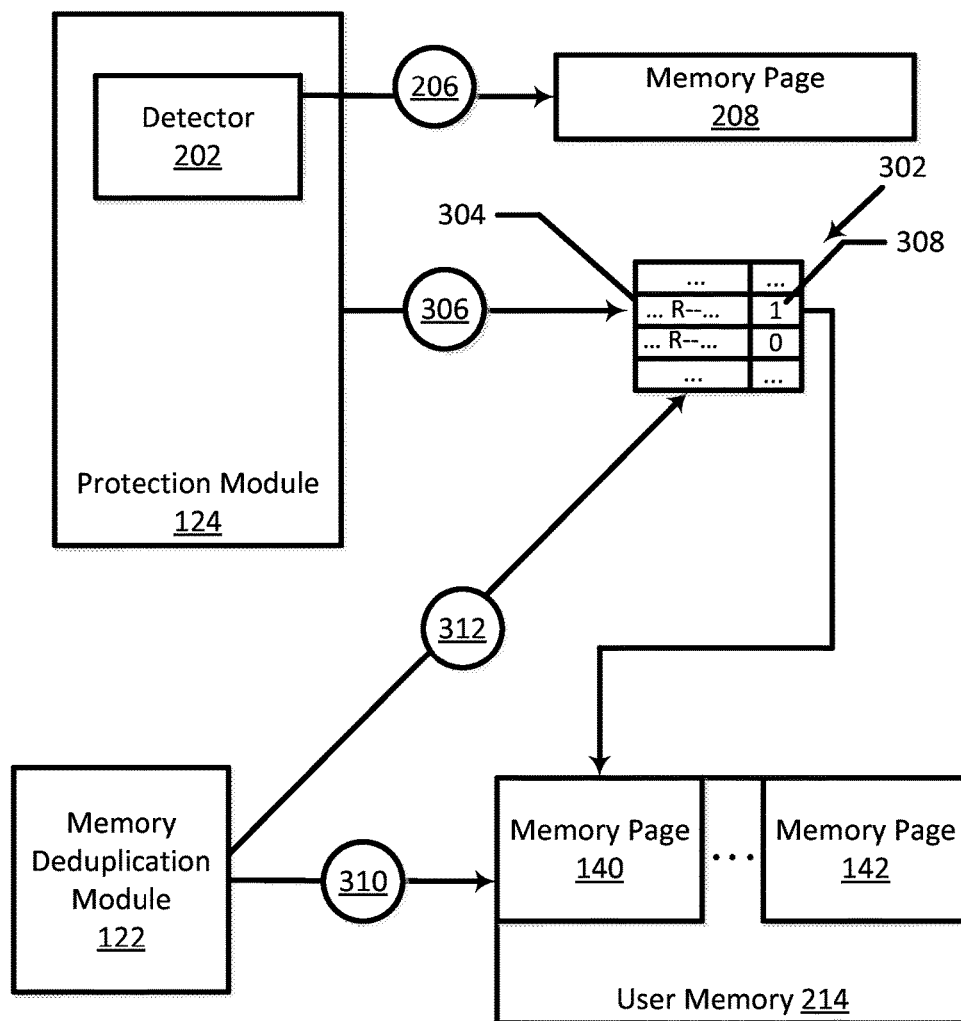 206
Memory Page
208
Detector
202
302
304
308
... ...
... R--... 1
306
... R--... 0
... ...
Protection Module
124
312
Memory
Deduplication
Module
122
310
Memory Page
140
...
Memory Page
142
User Memory 214